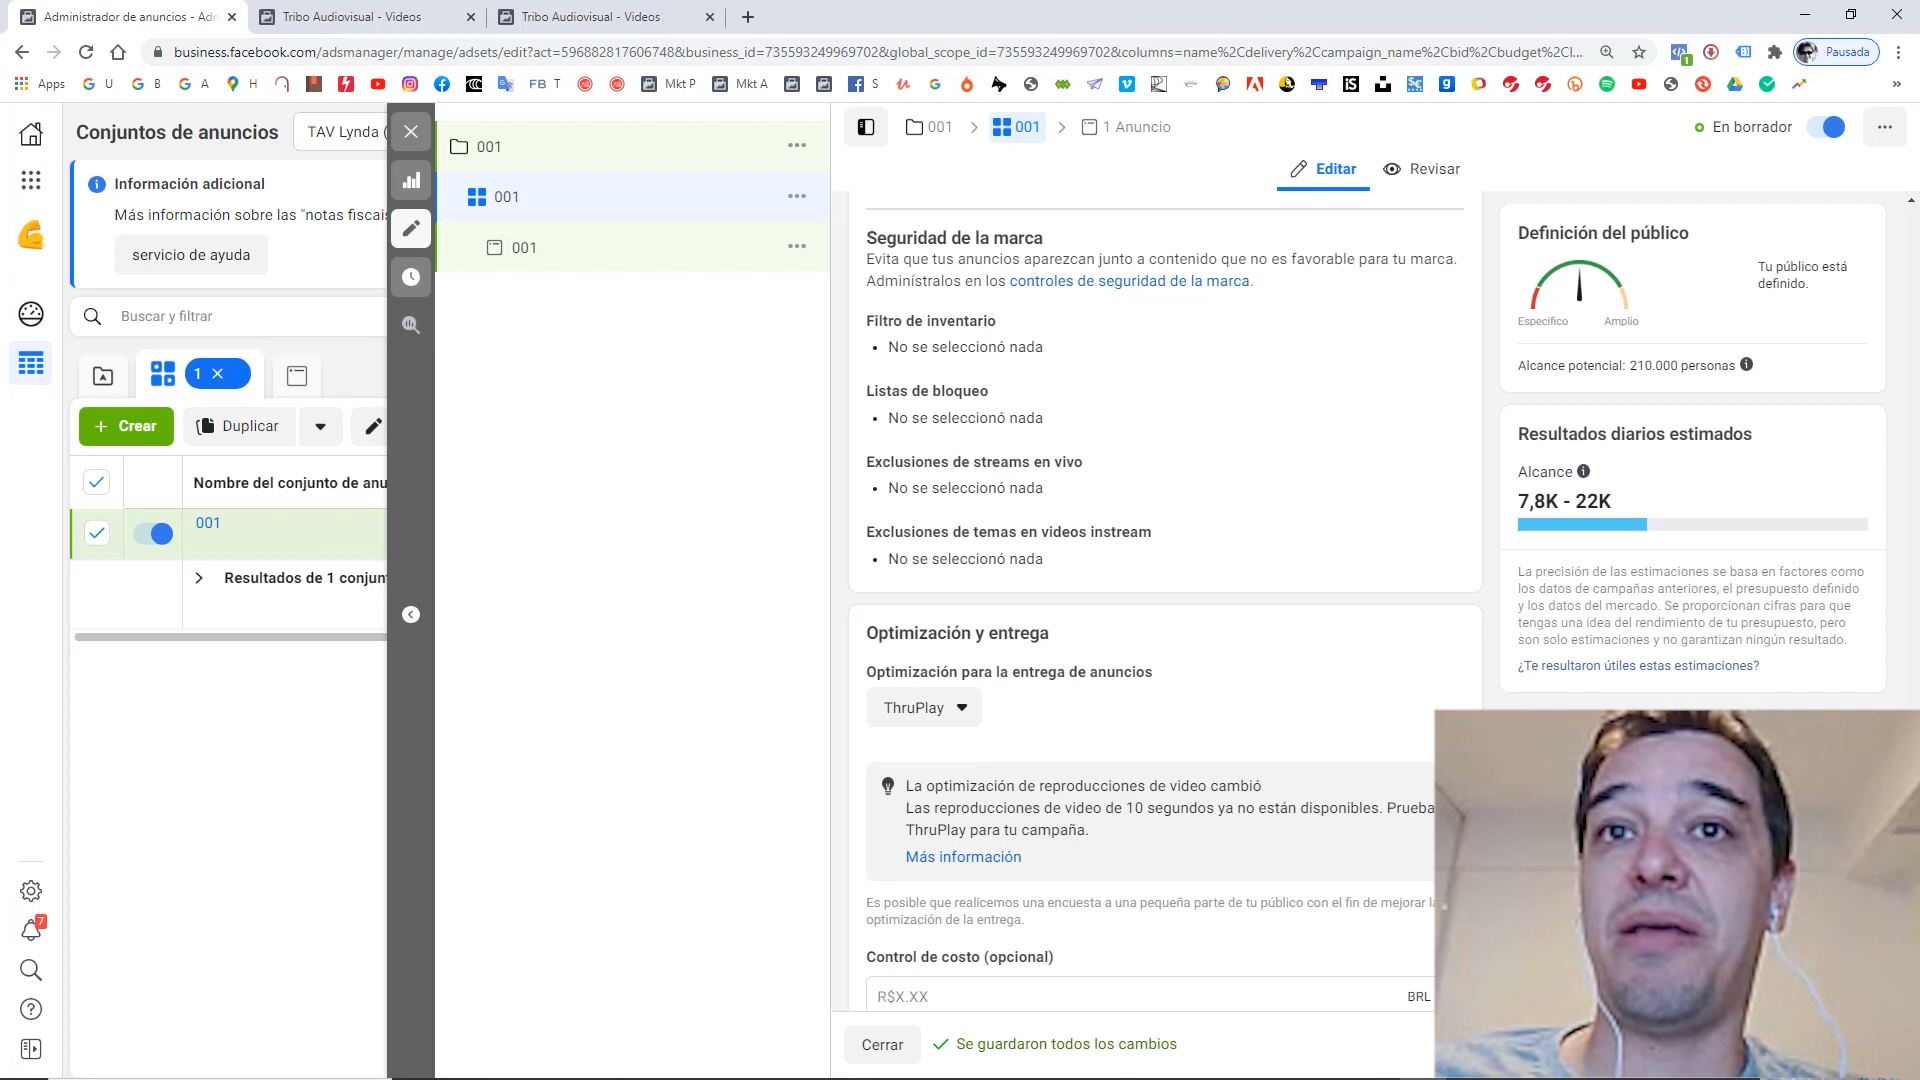 Administrador de anuncios - Adn
Tribo Audiovisual - Videos
Tribo Audiovisual - Videos
business.facebook.com/adsmanager/manage/adsets/edit?act=596882817606748&business_id=735593249969702&global_scope_id=735593249969702&columns=name%2Cdelivery%2Ccampaign_name%2Cbid%2Cbudget%2Cl...
1
Pausada
Apps
U
B
A
H
FB T
Mkt P
Mkt A
S
»
Conjuntos de anuncios
TAV Lynda (
Información adicional
Más información sobre las "notas fiscais
servicio de ayuda
Buscar y filtrar
1
Crear
Duplicar
Nombre del conjunto de anu
001
Resultados de 1 conjunt
7
001
001
001
001
001
1 Anuncio
En borrador
Editar
Revisar
Seguridad de la marca
Evita que tus anuncios aparezcan junto a contenido que no es favorable para tu marca.
Adminístralos en los controles de seguridad de la marca.
Filtro de inventario
• No se seleccionó nada
Listas de bloqueo
• No se seleccionó nada
Exclusiones de streams en vivo
• No se seleccionó nada
Exclusiones de temas en videos instream
• No se seleccionó nada
Optimización y entrega
Optimización para la entrega de anuncios
ThruPlay
La optimización de reproducciones de video cambió
Las reproducciones de video de 10 segundos ya no están disponibles. Prueba
ThruPlay para tu campaña.
Más información
Es posible que realicemos una encuesta a una pequeña parte de tu público con el fin de mejorar la
optimización de la entrega.
Control de costo (opcional)
R$X.XX
BRL
Cerrar
Se guardaron todos los cambios
Definición del público
Tu público está
definido.
Específico
Amplio
Alcance potencial: 210.000 personas
Resultados diarios estimados
Alcance
7,8K - 22K
La precisión de las estimaciones se basa en factores como
los datos de campañas anteriores, el presupuesto definido
y los datos del mercado. Se proporcionan cifras para que
tengas una idea del rendimiento de tu presupuesto, pero
son solo estimaciones y no garantizan ningún resultado.
¿Te resultaron útiles estas estimaciones?